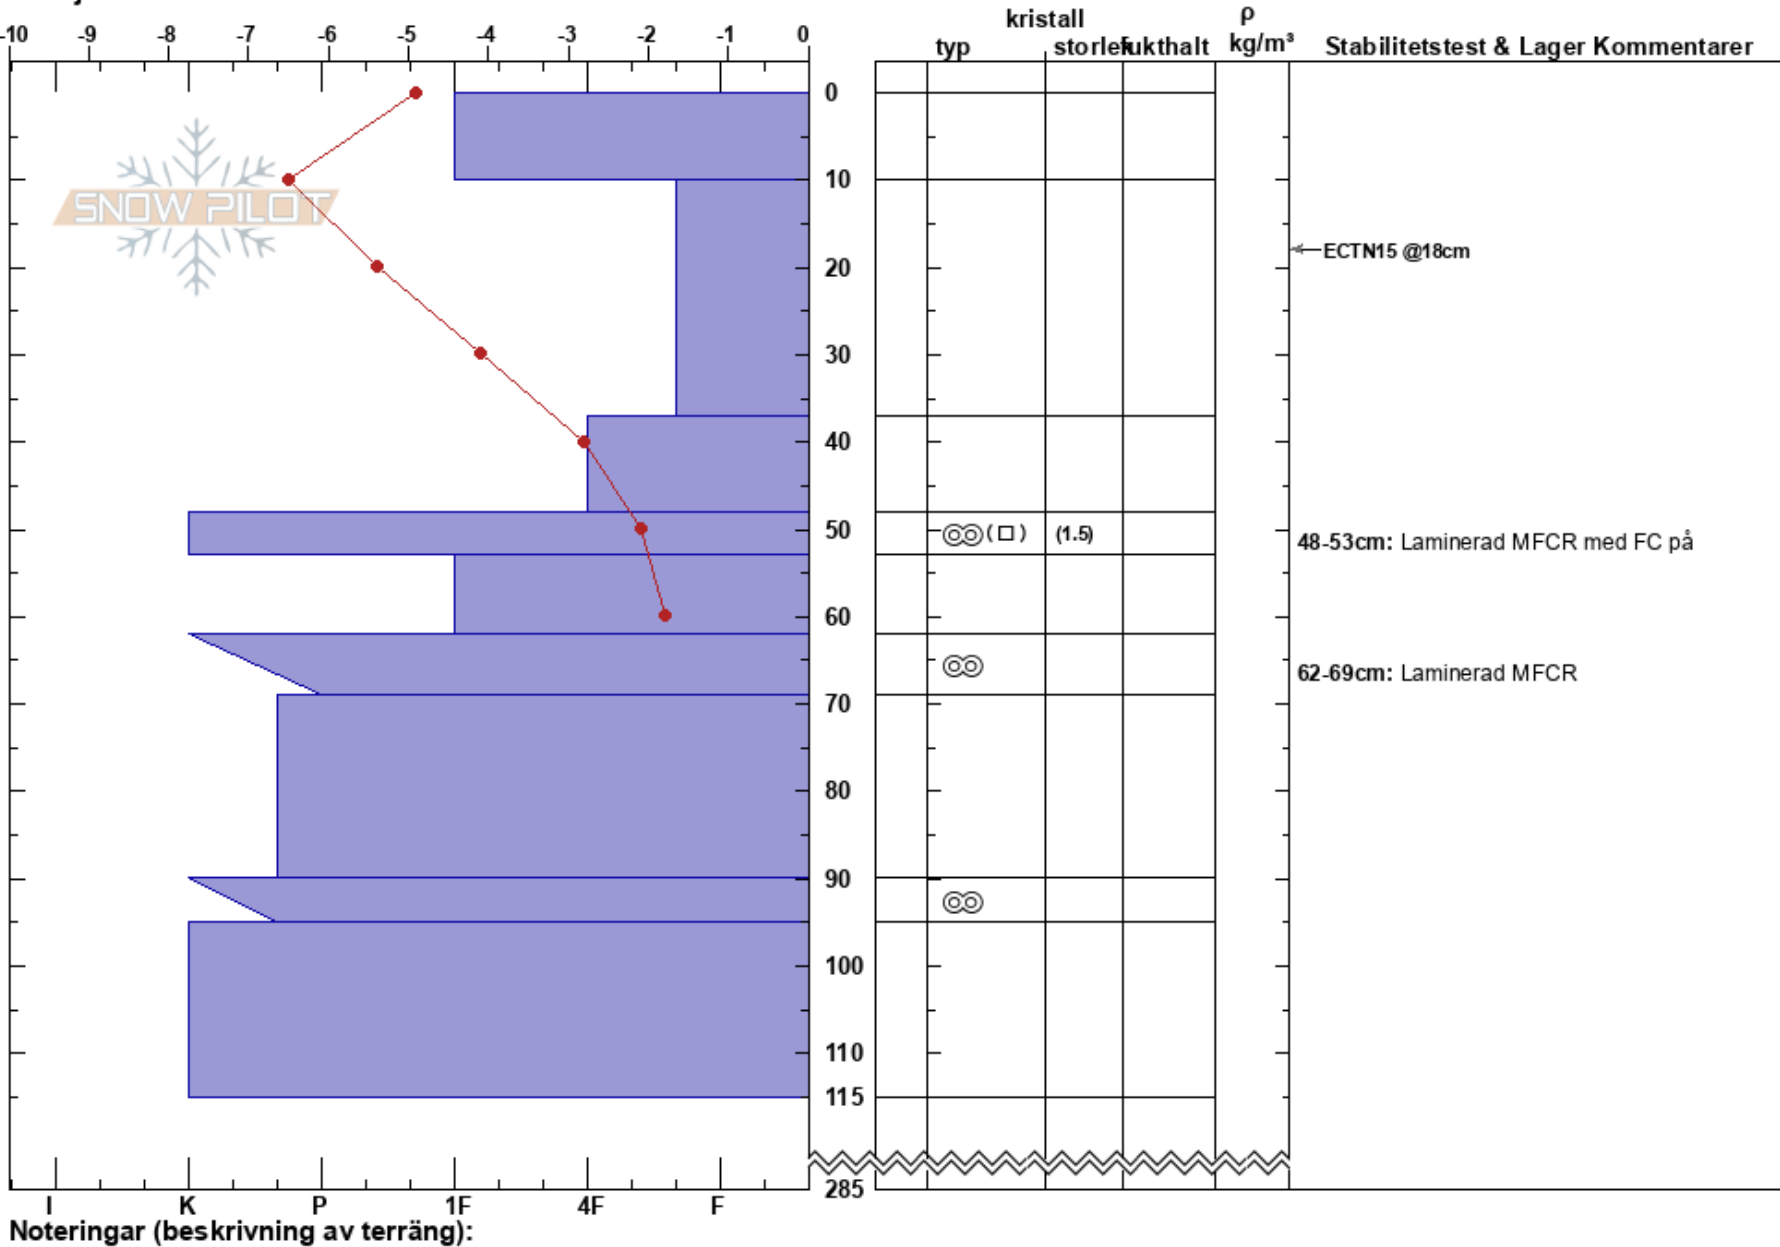 kristall ρ
-10 -9 -8 -7 -6 -5 -4 -3 -2 -1 0 typ storlek fukthalt kg/m³ Stabilitetstest & Lager Kommentarer
0
SNOW PILOT
10
ECTN15 @18cm
20
30
40
50 (1.5) 48-53cm: Laminerad MFCR med FC på
60
62-69cm: Laminerad MFCR
70
80
90
100
110
115
285
I K P 1F 4F F
Noteringar (beskrivning av terräng):